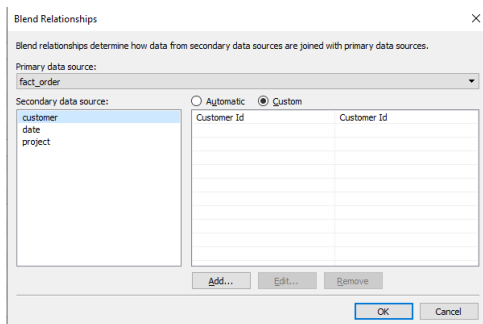 Blend Relationships
Blend relationships determine how data from secondary data sources are joined with primary data sources.
Primary data source:
fact_order
Secondary data source:
Automatic Custom
customer
date
project
Customer Id Customer Id
Add... Edit... Remove
OK Cancel